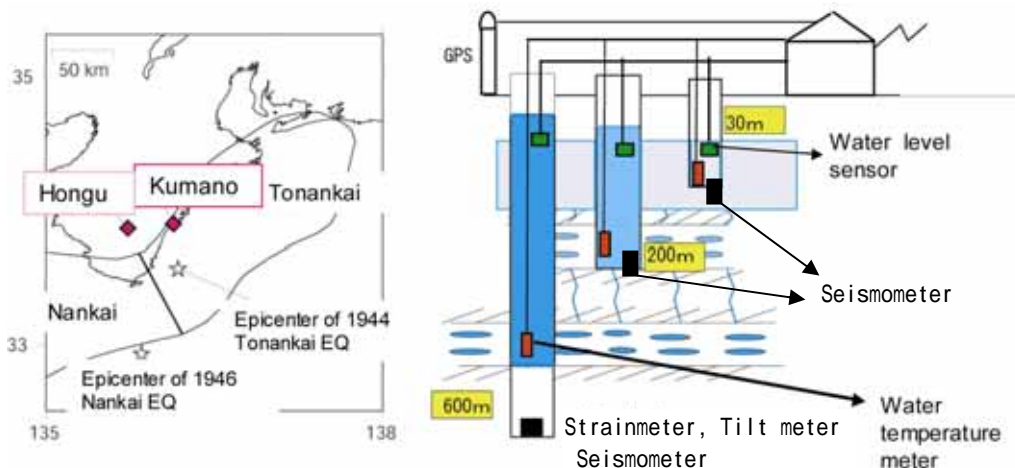 35
50 km
Hongu
Kumano
Tonankai
Nankai
Epicenter of 1944
Tonankai EQ
33
Epicenter of 1946
Nankai EQ
135
138
GPS
30m
Water level
sensor
200m
Seismometer
600m
Strainmeter, Tilt meter
Seismometer
Water
temperature
meter